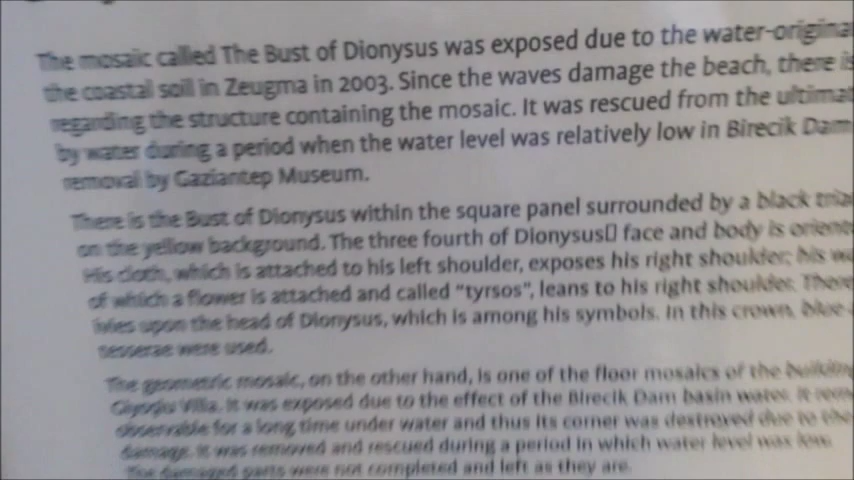 The mosaic called The Bust of Dionysus was exposed due to the water-origina
the coastal soil in Zeugma in 2003. Since the waves damage the beach, there is
regarding the structure containing the mosaic. It was rescued from the ultimat
by water during a period when the water level was relatively low in Birecik Dam
removal by Gaziantep Museum.
There is the Bust of Dionysus within the square panel surrounded by a black tria
on the yellow background. The three fourth of Dionysus▯ face and body is oriente
His cloth, which is attached to his left shoulder, exposes his right shoulder; his
of which a flower is attached and called "tyrsos", leans to his right shoulder. There
ivies upon the head of Dionysus, which is among his symbols. In this crown, blue
tesserae were used.
The geometric mosaic, on the other hand, is one of the floor mosaics of the building
Villa. It was exposed due to the effect of the Birecik Dam basin water. It
observable for a long time under water and thus its corner was destroyed due to the
damage. It was removed and rescued during a period in which water level was low.
The damaged parts were not completed and left as they are.